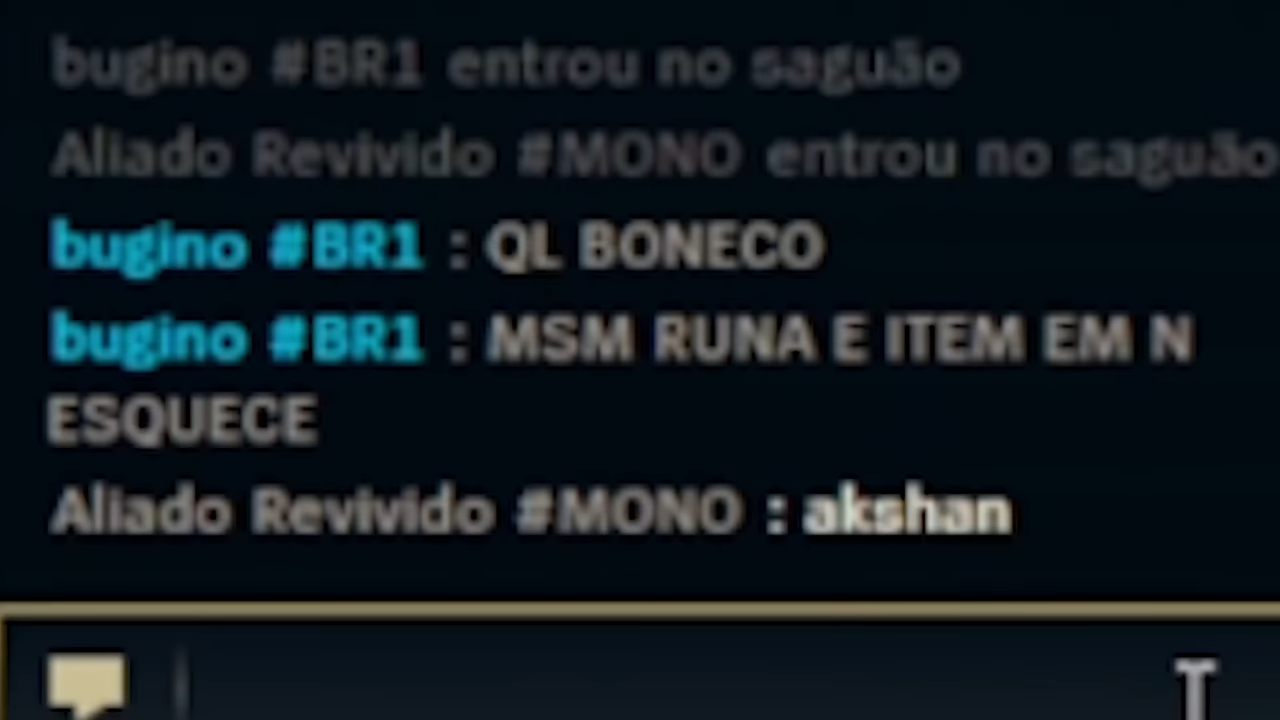 bugino #BR1 entrou no saguão
Aliado Revivido #MONO entrou no saguão
bugino #BR1 : QL BONECO
bugino #BR1 : MSM RUNA E ITEM EM N
ESQUECE
Aliado Revivido #MONO : akshan